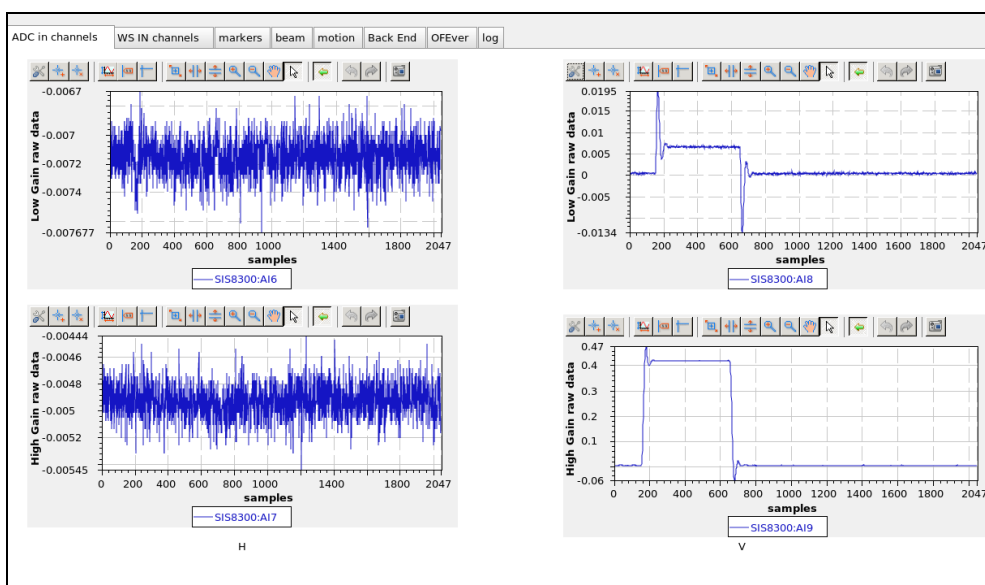 ADC in channels WS IN channels markers beam motion Back End OFEver log
-0.0067
-0.007
-0.0072
-0.0074
-0.007677
Low Gain raw data
0 200 400 600 800 1000 1400 1800 2047
samples
SIS8300:AI6
0.0195
0.015
0.01
0.005
0
-0.005
-0.0134
Low Gain raw data
0 200 400 600 800 1000 1200 1400 1600 1800 2047
samples
SIS8300:AI8
-0.00444
-0.0046
-0.0048
-0.005
-0.0052
-0.00545
High Gain raw data
0 200 400 600 800 1000 1400 1800 2047
samples
SIS8300:AI7
H
0.47
0.4
0.3
0.2
0.1
-0.06
High Gain raw data
0 200 400 600 800 1000 1200 1400 1600 1800 2047
samples
SIS8300:AI9
V